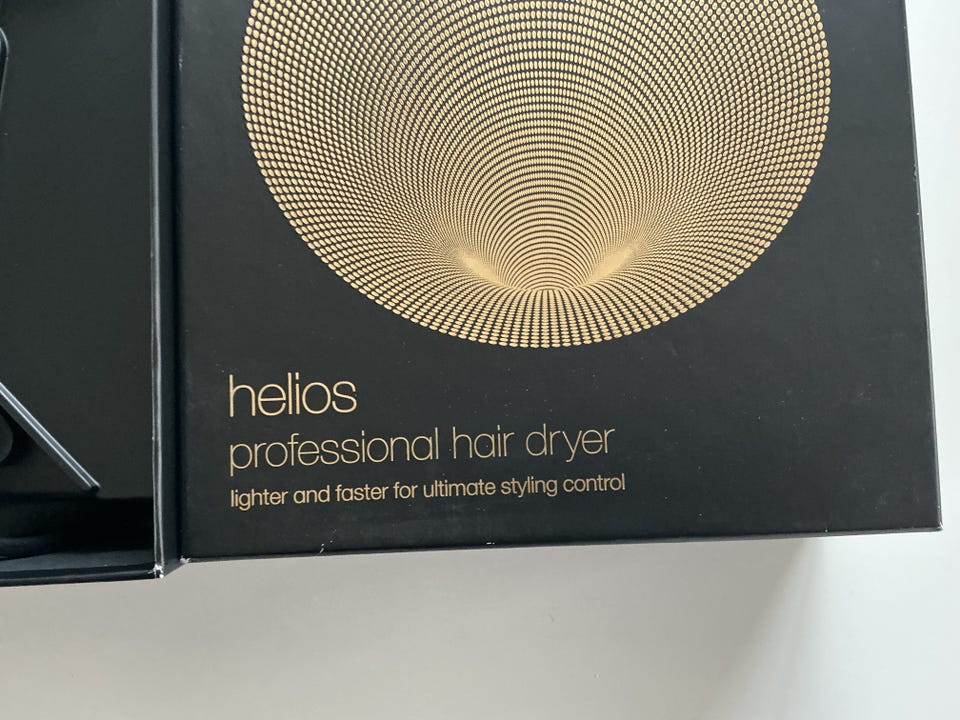 helios
professional hair dryer
lighter and faster for ultimate styling control